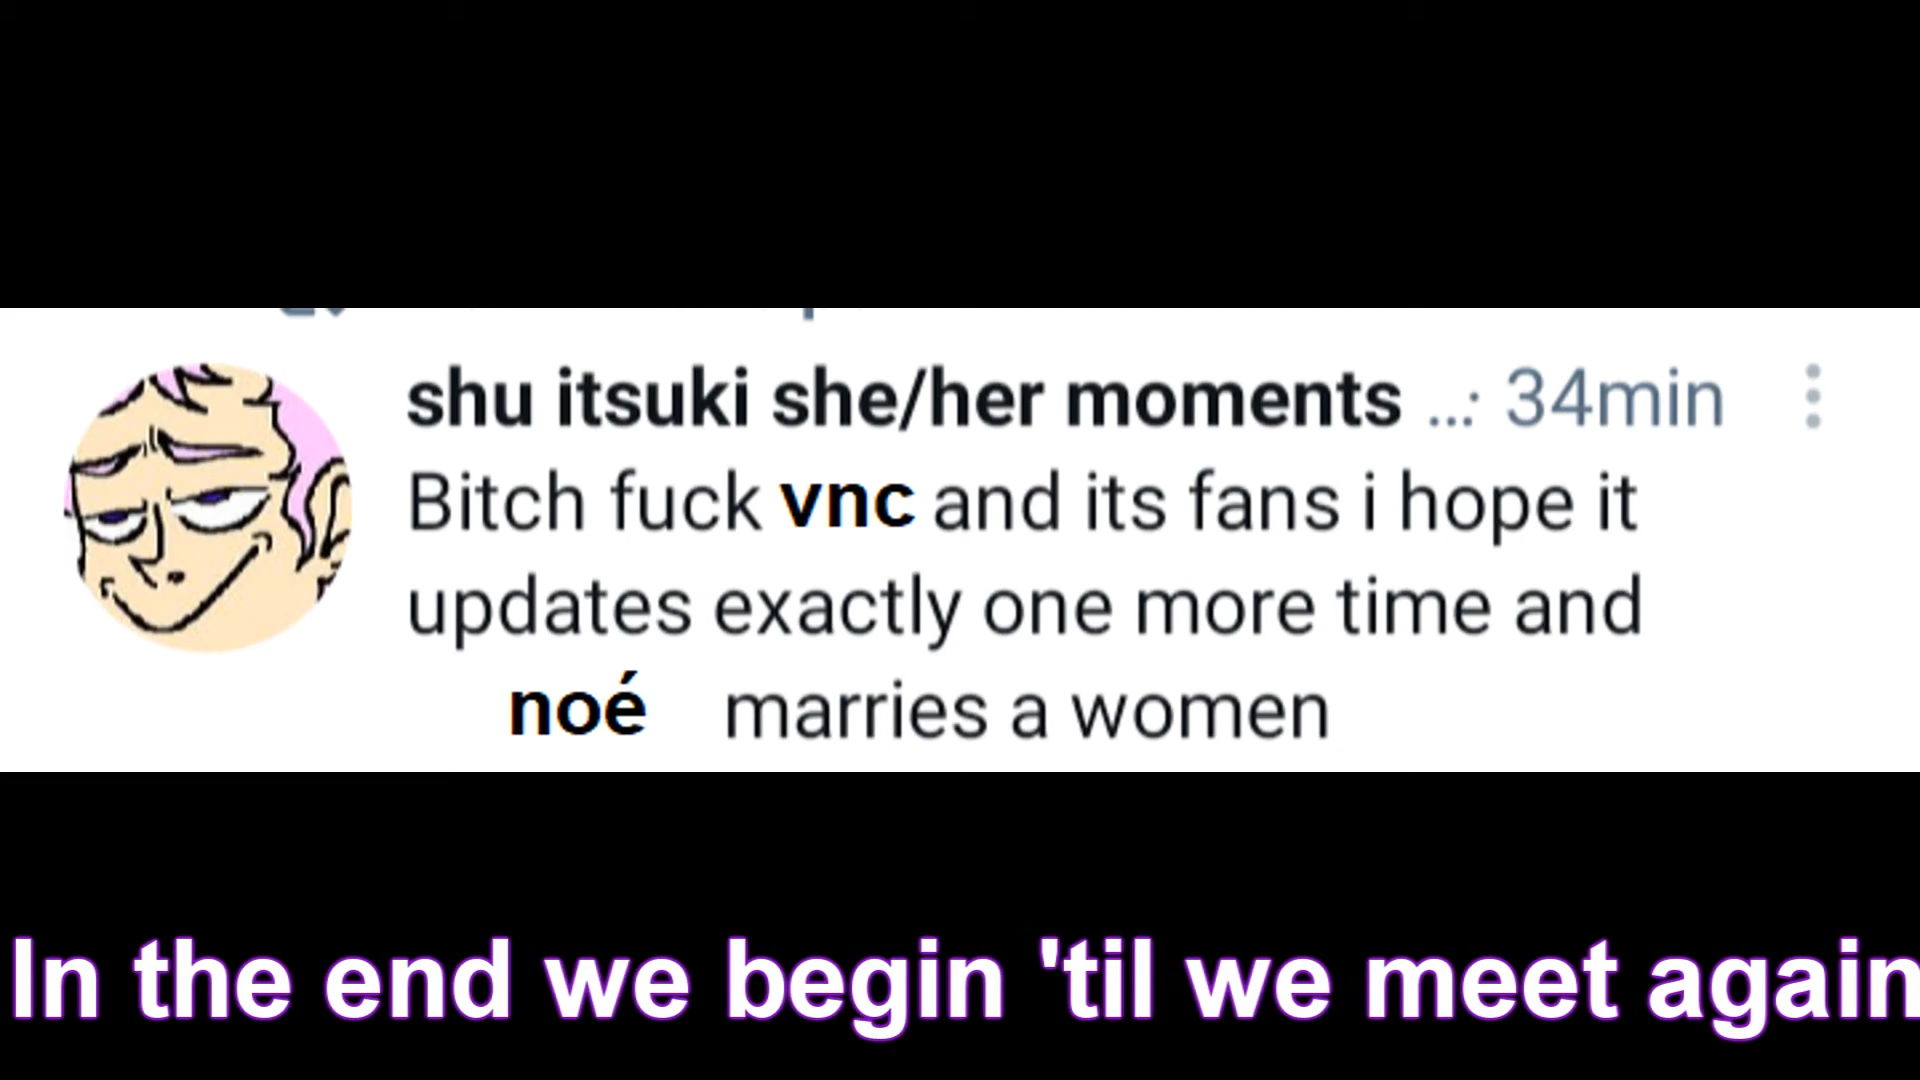 shu itsuki she/her moments ...· 34min
Bitch fuck vnc and its fans i hope it
updates exactly one more time and
noé marries a women
In the end we begin 'til we meet again